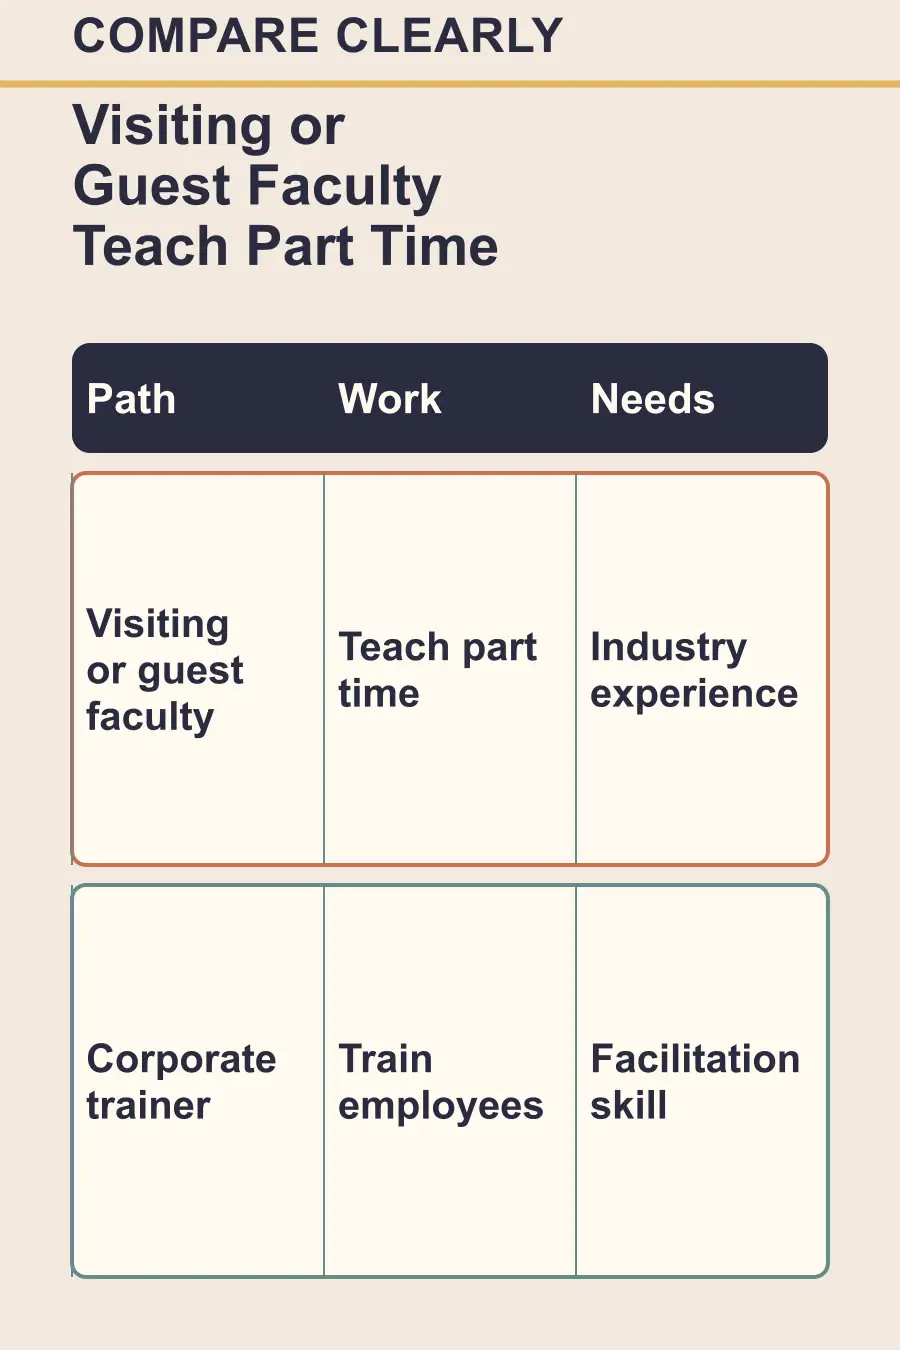 COMPARE CLEARLY
Visiting or
Guest Faculty
Teach Part Time
Path Work Needs
Visiting
or guest
faculty
Teach part
time
Industry
experience
Corporate
trainer
Train
employees
Facilitation
skill